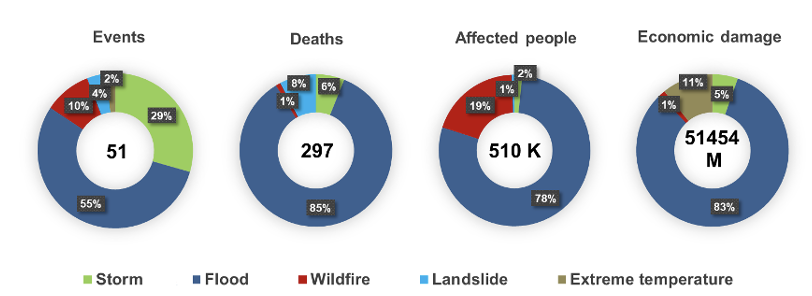 Events
Deaths
Affected people
Economic damage
2%
4%
10%
29%
51
55%
8%
6%
1%
297
85%
2%
1%
19%
510 K
78%
11%
5%
1%
51454
M
83%
Storm
Flood
Wildfire
Landslide
Extreme temperature